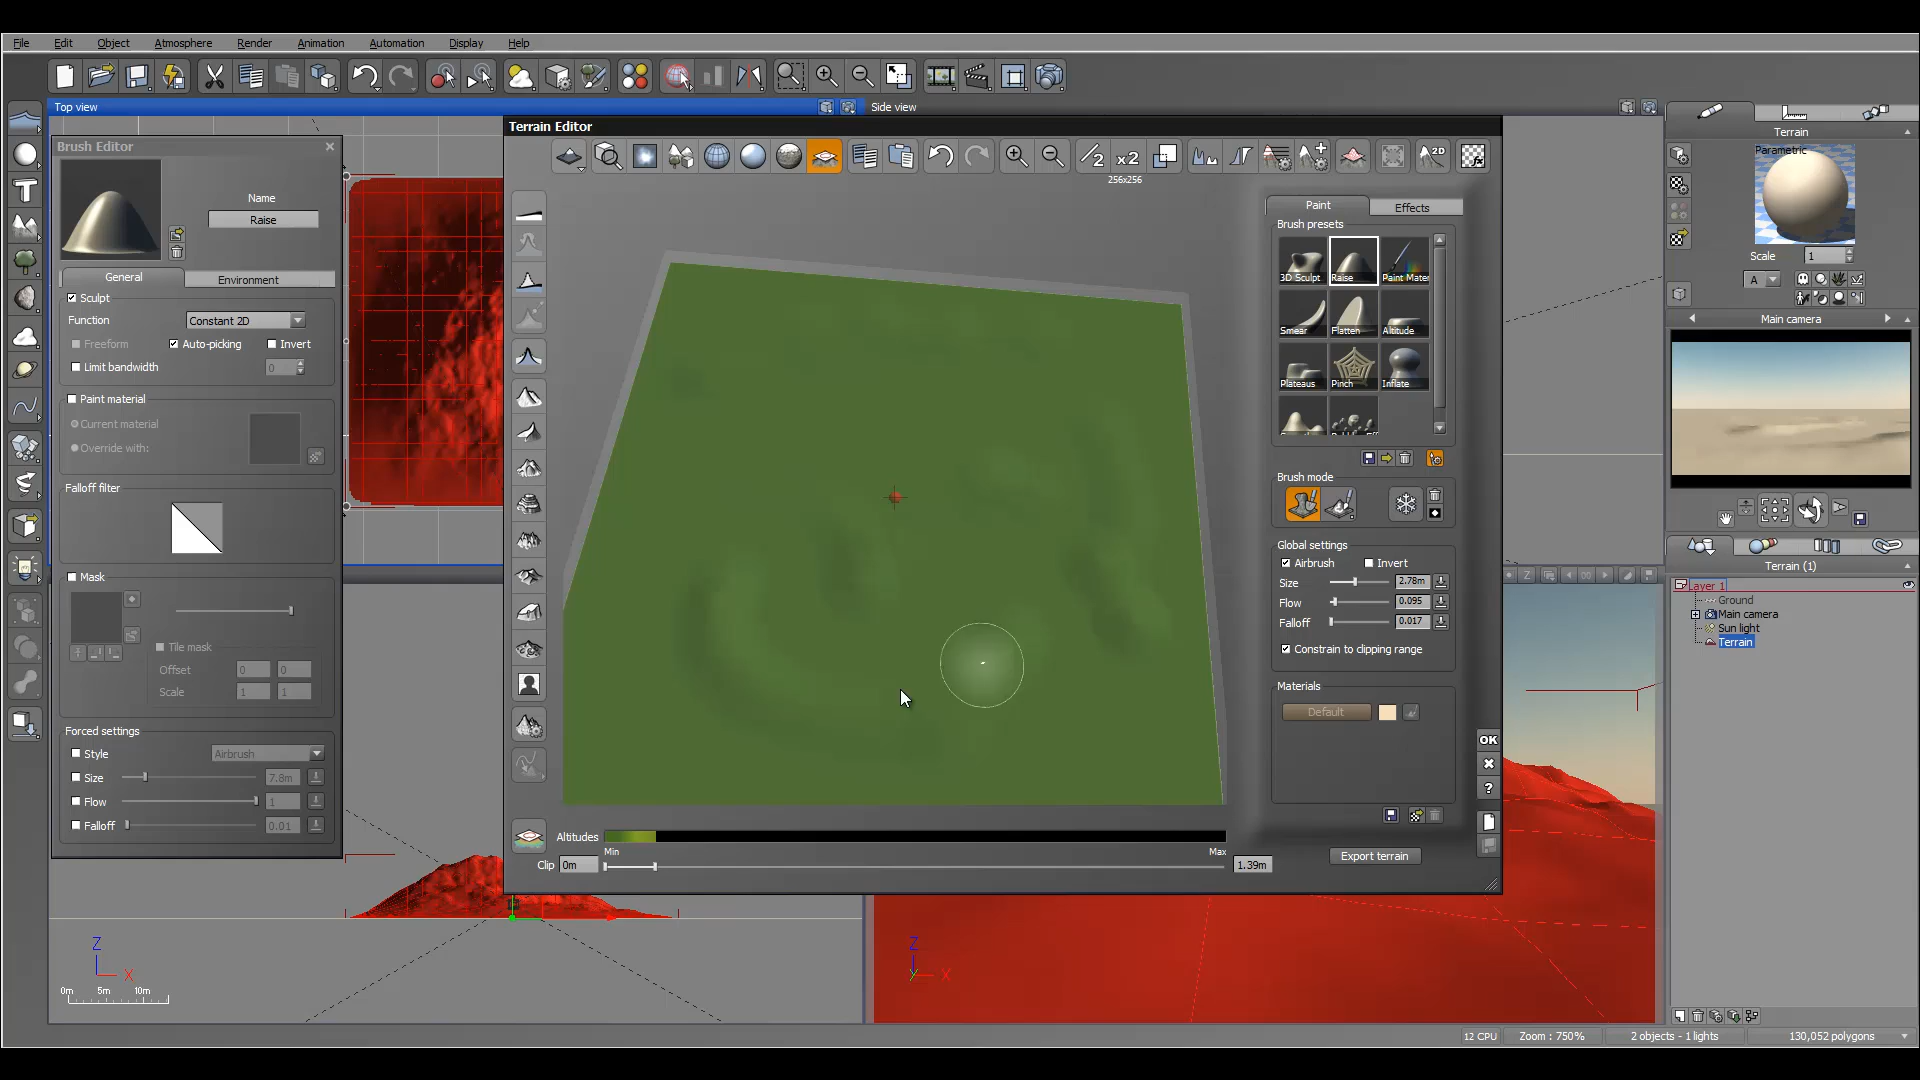 File Edit Object Atmosphere Render Animation Automation Display Help
Top view
Side view
Brush Editor
Name
Raise
General Environment
Sculpt
Function Constant 2D
Freeform Auto-picking Invert
Limit bandwidth 0
Paint material
Current material
Override with:
Falloff filter
Mask
Tile mask
Offset 0 0
Scale 1 1
Forced settings
Style Airbrush
Size 7.8m
Flow 1
Falloff 0.01
Terrain Editor
/2 x2 2D
256x256
Paint Effects
Brush presets
3D Sculpt Raise Paint Mater
Smear Flatten Altitude
Plateaus Pinch Inflate
Brush mode
Global settings
Airbrush Invert
Size 2.78m
Flow 0.095
Falloff 0.017
Constrain to clipping range
Materials
Default
OK
?
Altitudes
Min Max
Clip 0m 1.39m
Export terrain
Terrain
Parametric
Scale 1
A
Main camera
Terrain (1)
Layer 1
Ground
Main camera
Sun light
Terrain
Z
X
0m 5m 10m
Z
Y X
12 CPU Zoom : 750% 2 objects - 1 lights 130,052 polygons